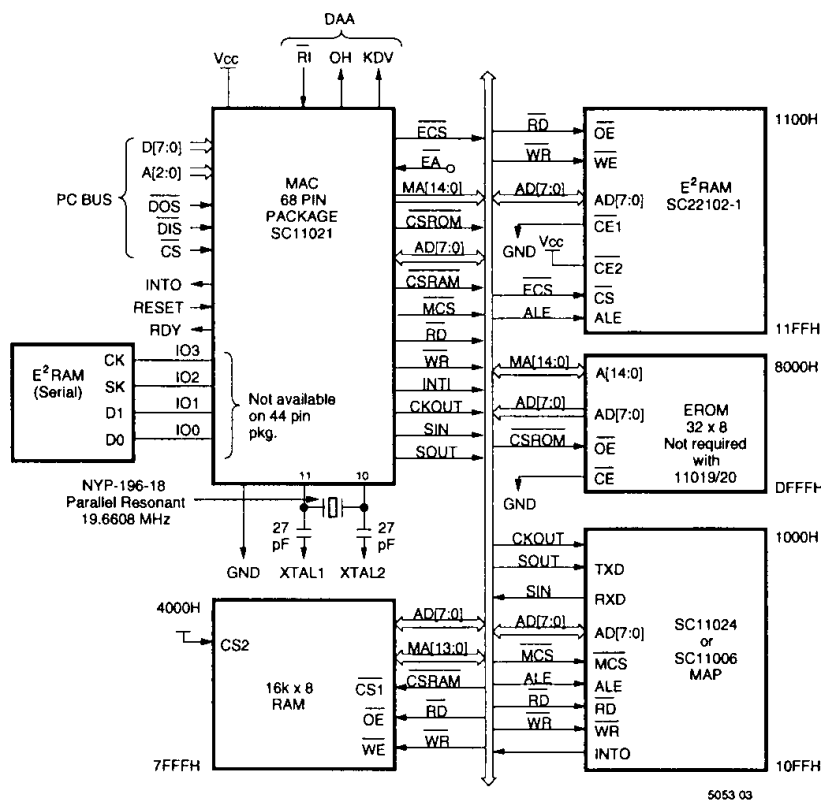 DAA
Vcc RI OH KDV
D[7:0]
A[2:0]
PC BUS
DOS
DIS
CS
INTO
RESET
RDY
MAC
68 PIN
PACKAGE
SC11021
ECS
EA
MA[14:0]
CSROM
AD[7:0]
CSRAM
MCS
RD
WR
INTI
CKOUT
SIN
SOUT
E²RAM
(Serial)
CK
SK
D1
D0
IO3
IO2
IO1
IO0
Not available
on 44 pin
pkg.
11 10
NYP-196-18
Parallel Resonant
19.6608 MHz
27
pF
27
pF
GND XTAL1 XTAL2
1100H
RD OE
WR WE
E²RAM
SC22102-1
AD[7:0] AD[7:0]
CE1
GND Vcc
CE2
ECS CS
ALE ALE
11FFH
8000H
MA[14:0] A[14:0]
AD[7:0] AD[7:0]
EROM
32 x 8
Not required
with
11019/20
CSROM OE
CE
GND
DFFFH
1000H
CKOUT
SOUT TXD
SIN RXD
AD[7:0] AD[7:0]
MCS MCS
ALE ALE
RD RD
WR WR
INTO
SC11024
or
SC11006
MAP
10FFH
4000H
CS2
16k x 8
RAM
CS1
OE
WE
AD[7:0]
MA[13:0]
CSRAM
RD
WR
7FFFH
5053 03